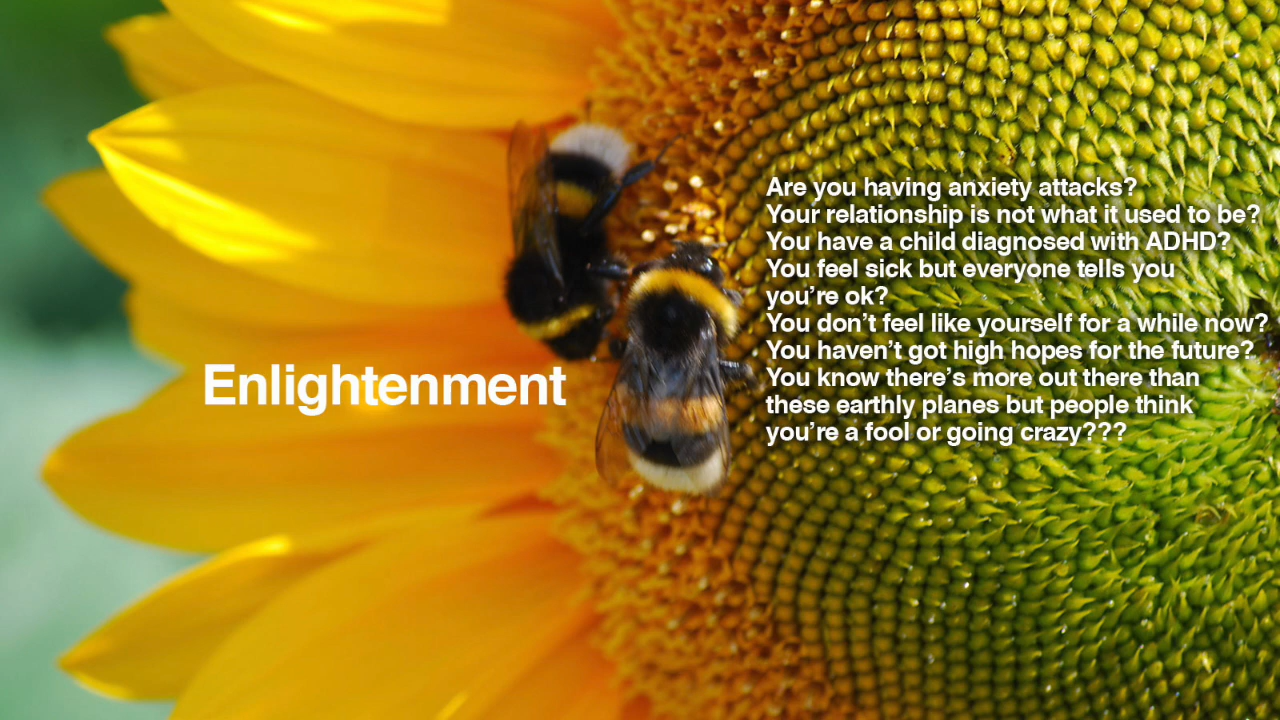 Enlightenment
Are you having anxiety attacks?
Your relationship is not what it used to be?
You have a child diagnosed with ADHD?
You feel sick but everyone tells you
you’re ok?
You don’t feel like yourself for a while now?
You haven’t got high hopes for the future?
You know there’s more out there than
these earthly planes but people think
you’re a fool or going crazy???